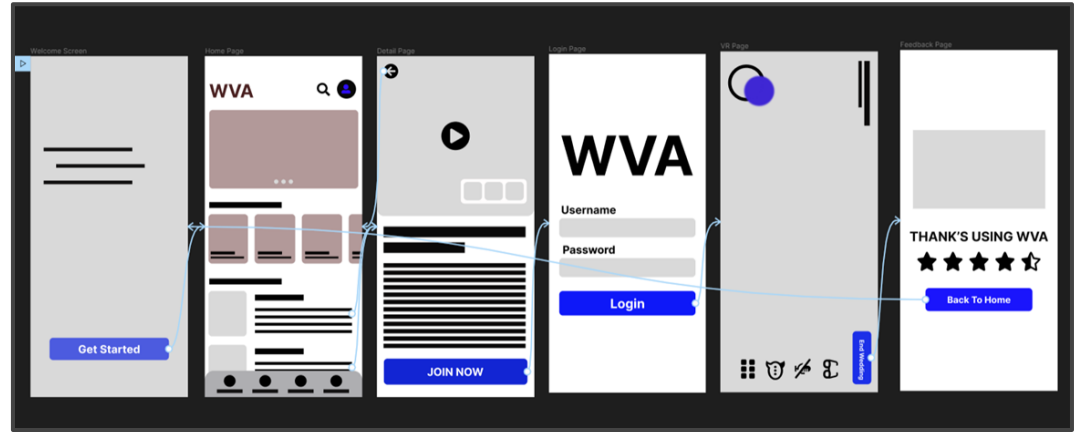 Welcome Screen
Get Started
Home Page
WVA
Detail Page
JOIN NOW
Login Page
WVA
Username
Password
Login
VR Page
End Wedding
Feedback Page
THANK'S USING WVA
Back To Home